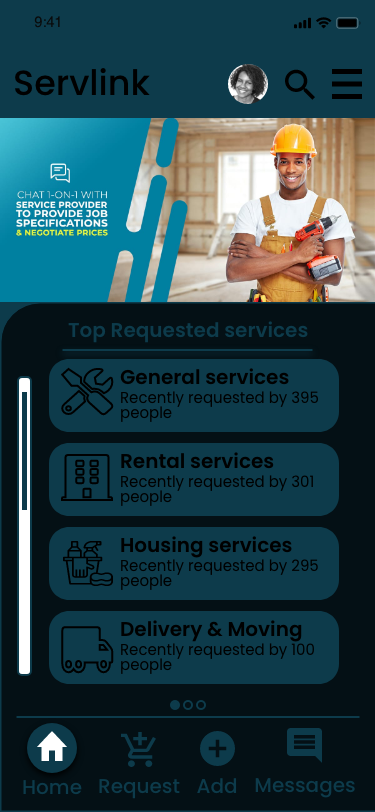 9:41
Servlink
CHAT 1-ON-1 WITH
SERVICE PROVIDER
TO PROVIDE JOB
SPECIFICATIONS
& NEGOTIATE PRICES
Top Requested services
General services
Recently requested by 395
people
Rental services
Recently requested by 301
people
Housing services
Recently requested by 295
people
Delivery & Moving
Recently requested by 100
people
Home Request Add Messages